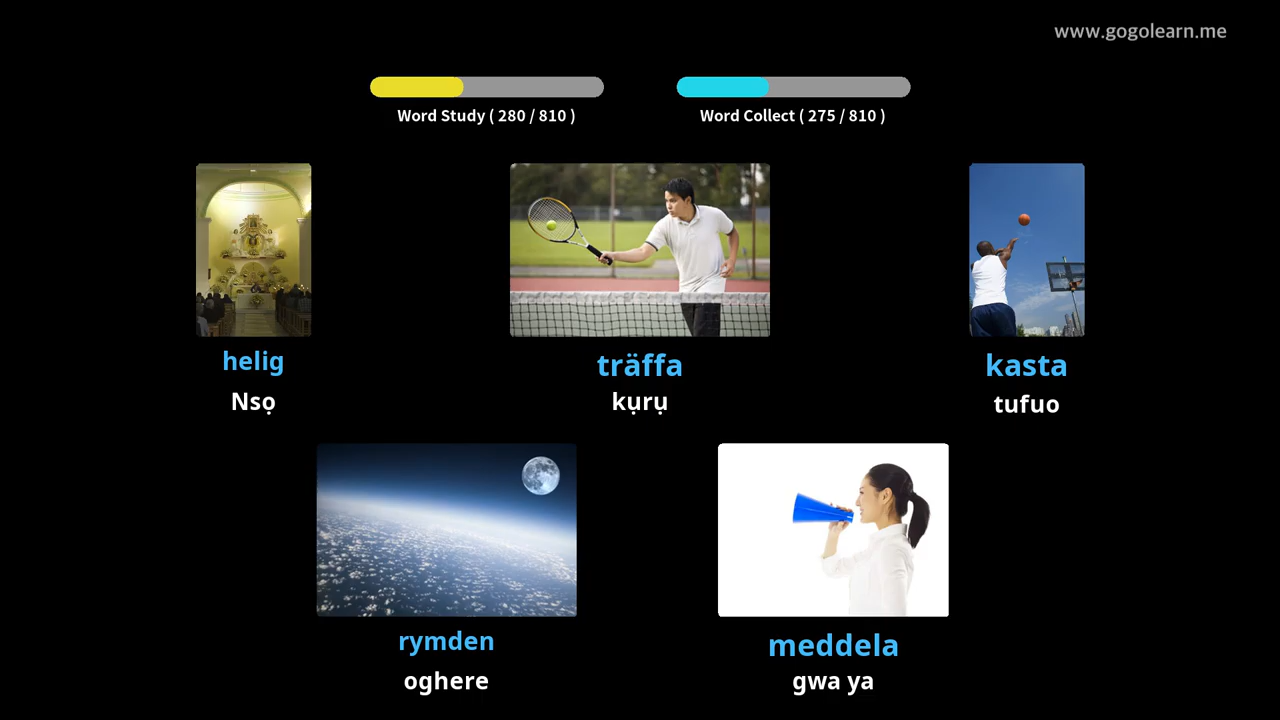 www.gogolearn.me
Word Study ( 280 / 810 )
Word Collect ( 275 / 810 )
helig
Nsọ
träffa
kụrụ
kasta
tufuo
rymden
oghere
meddela
gwa ya